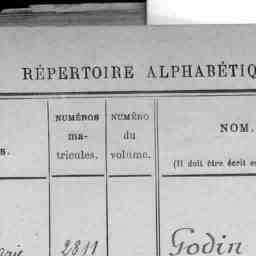 RÉPERTOIRE ALPHABÉTIQ
NUMÉROS
ma-
tricules.
NUMÉRO
du
volume.
NOM.
(Il doit être écrit e
s.
2811
Godin